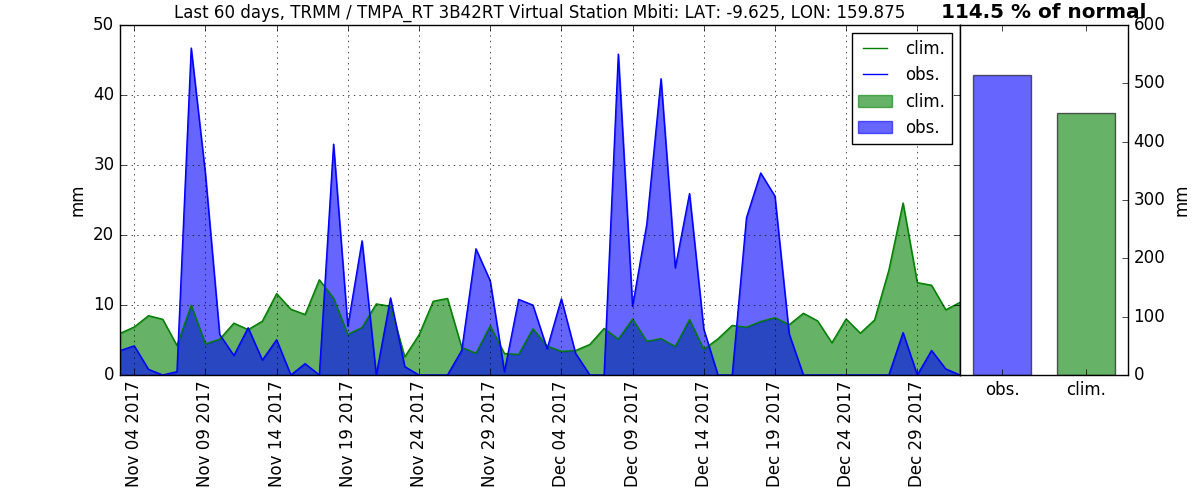 Last 60 days, TRMM / TMPA_RT 3B42RT Virtual Station Mbiti: LAT: -9.625, LON: 159.875
114.5 % of normal
50
40
30
20
10
0
mm
clim.
obs.
clim.
obs.
600
500
400
300
200
100
0
mm
obs.
clim.
Nov 04 2017
Nov 09 2017
Nov 14 2017
Nov 19 2017
Nov 24 2017
Nov 29 2017
Dec 04 2017
Dec 09 2017
Dec 14 2017
Dec 19 2017
Dec 24 2017
Dec 29 2017